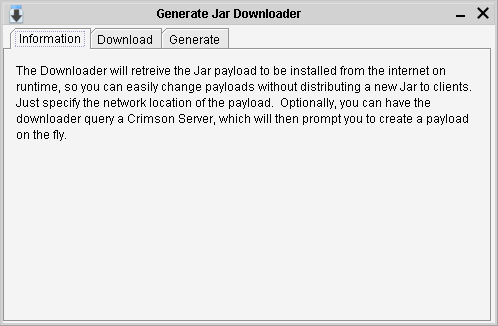 Generate Jar Downloader
Information Download Generate
The Downloader will retreive the Jar payload to be installed from the internet on
runtime, so you can easily change payloads without distributing a new Jar to clients.
Just specify the network location of the payload.  Optionally, you can have the
downloader query a Crimson Server, which will then prompt you to create a payload
on the fly.